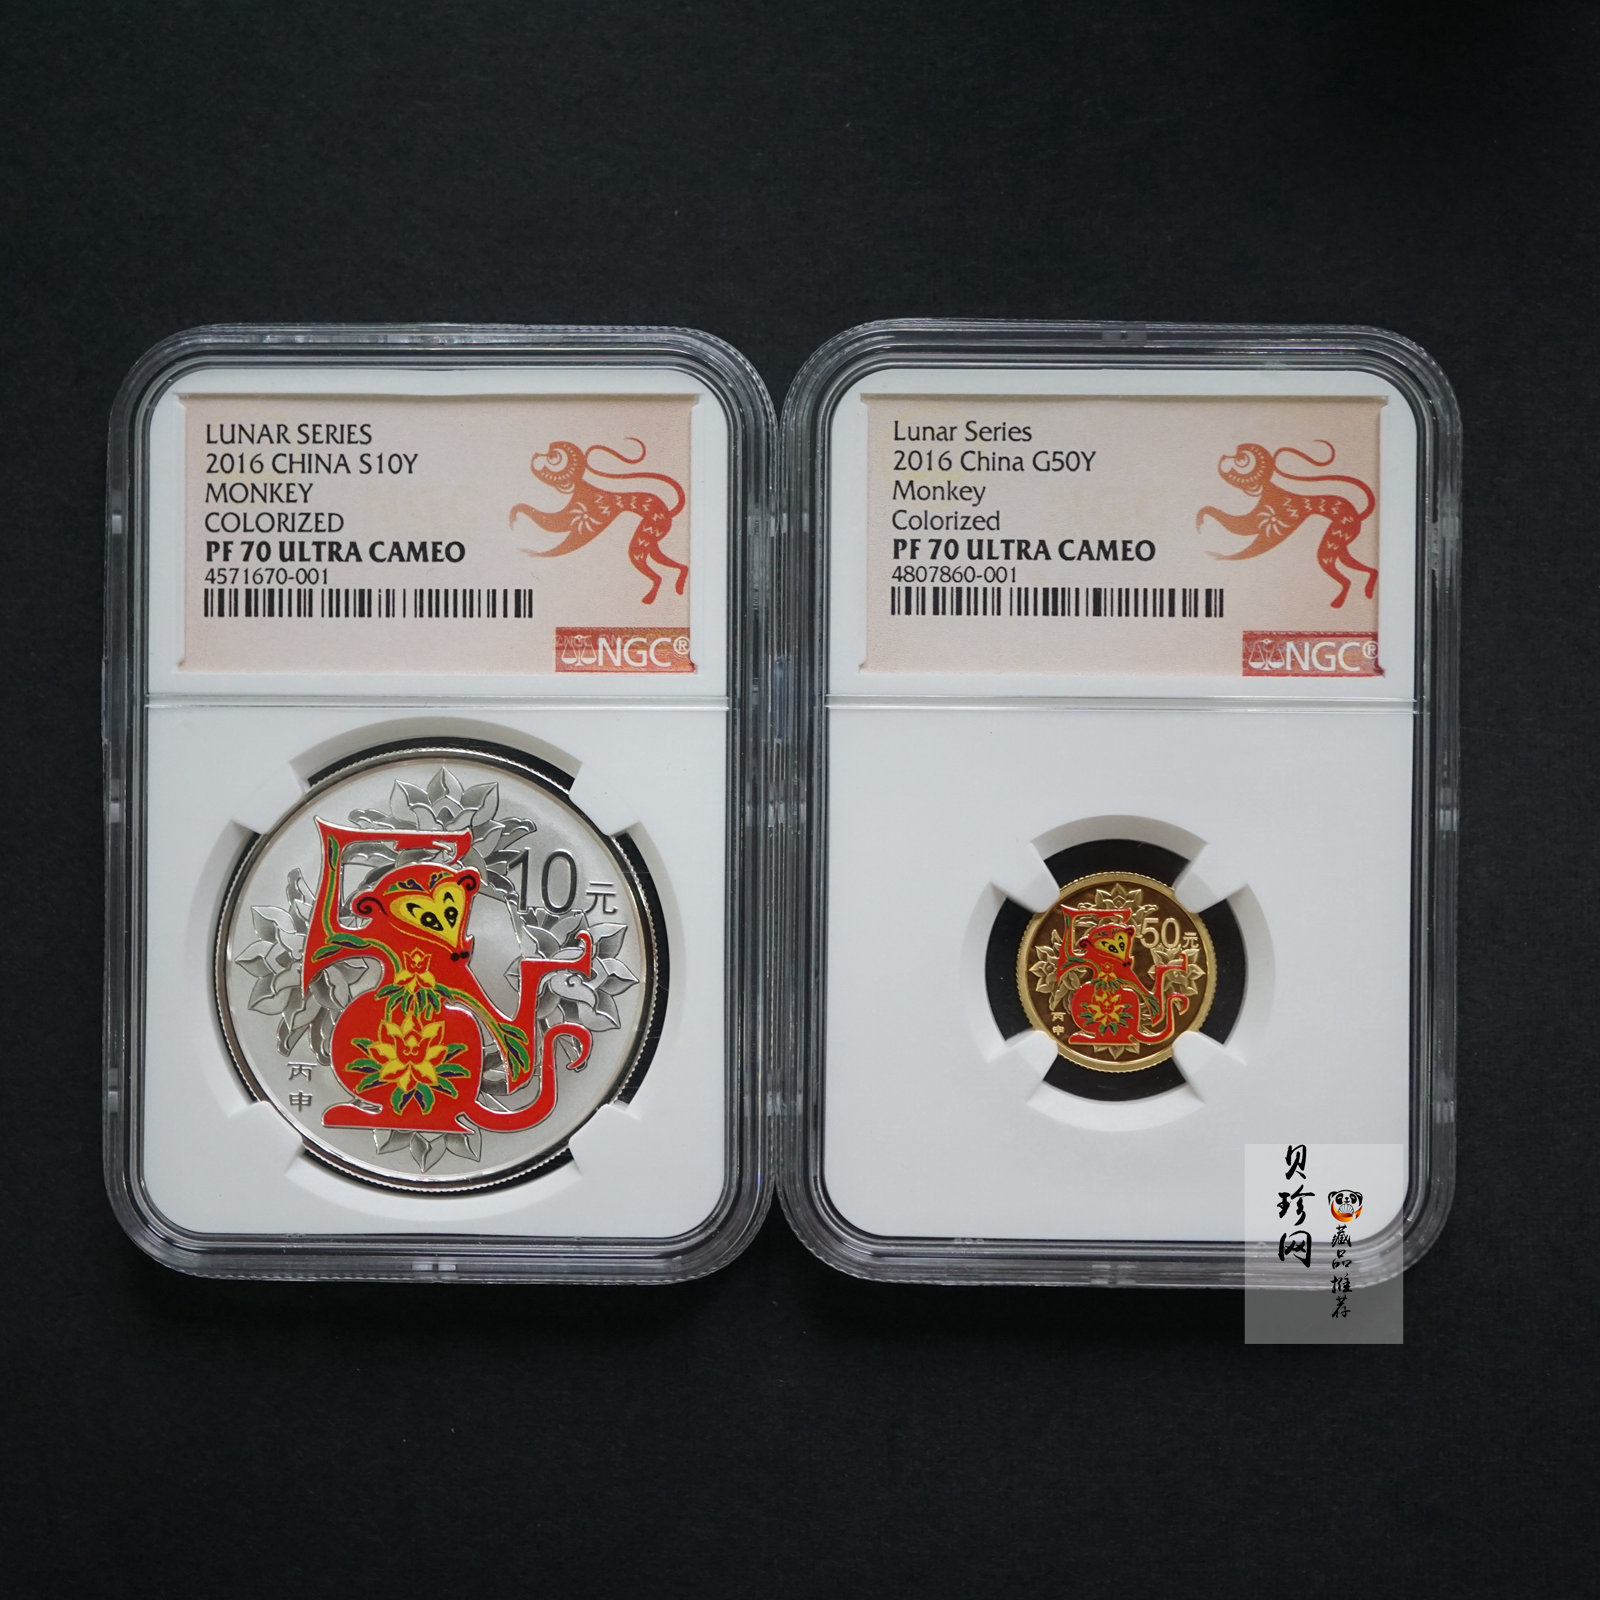 LUNAR SERIES
2016 CHINA S10Y
MONKEY
COLORIZED
PF 70 ULTRA CAMEO
4571670-001
NGC®
10元
丙
申
Lunar Series
2016 China G50Y
Monkey
Colorized
PF 70 ULTRA CAMEO
4807860-001
NGC®
50元
丙
申
贝珍网
藏品推荐